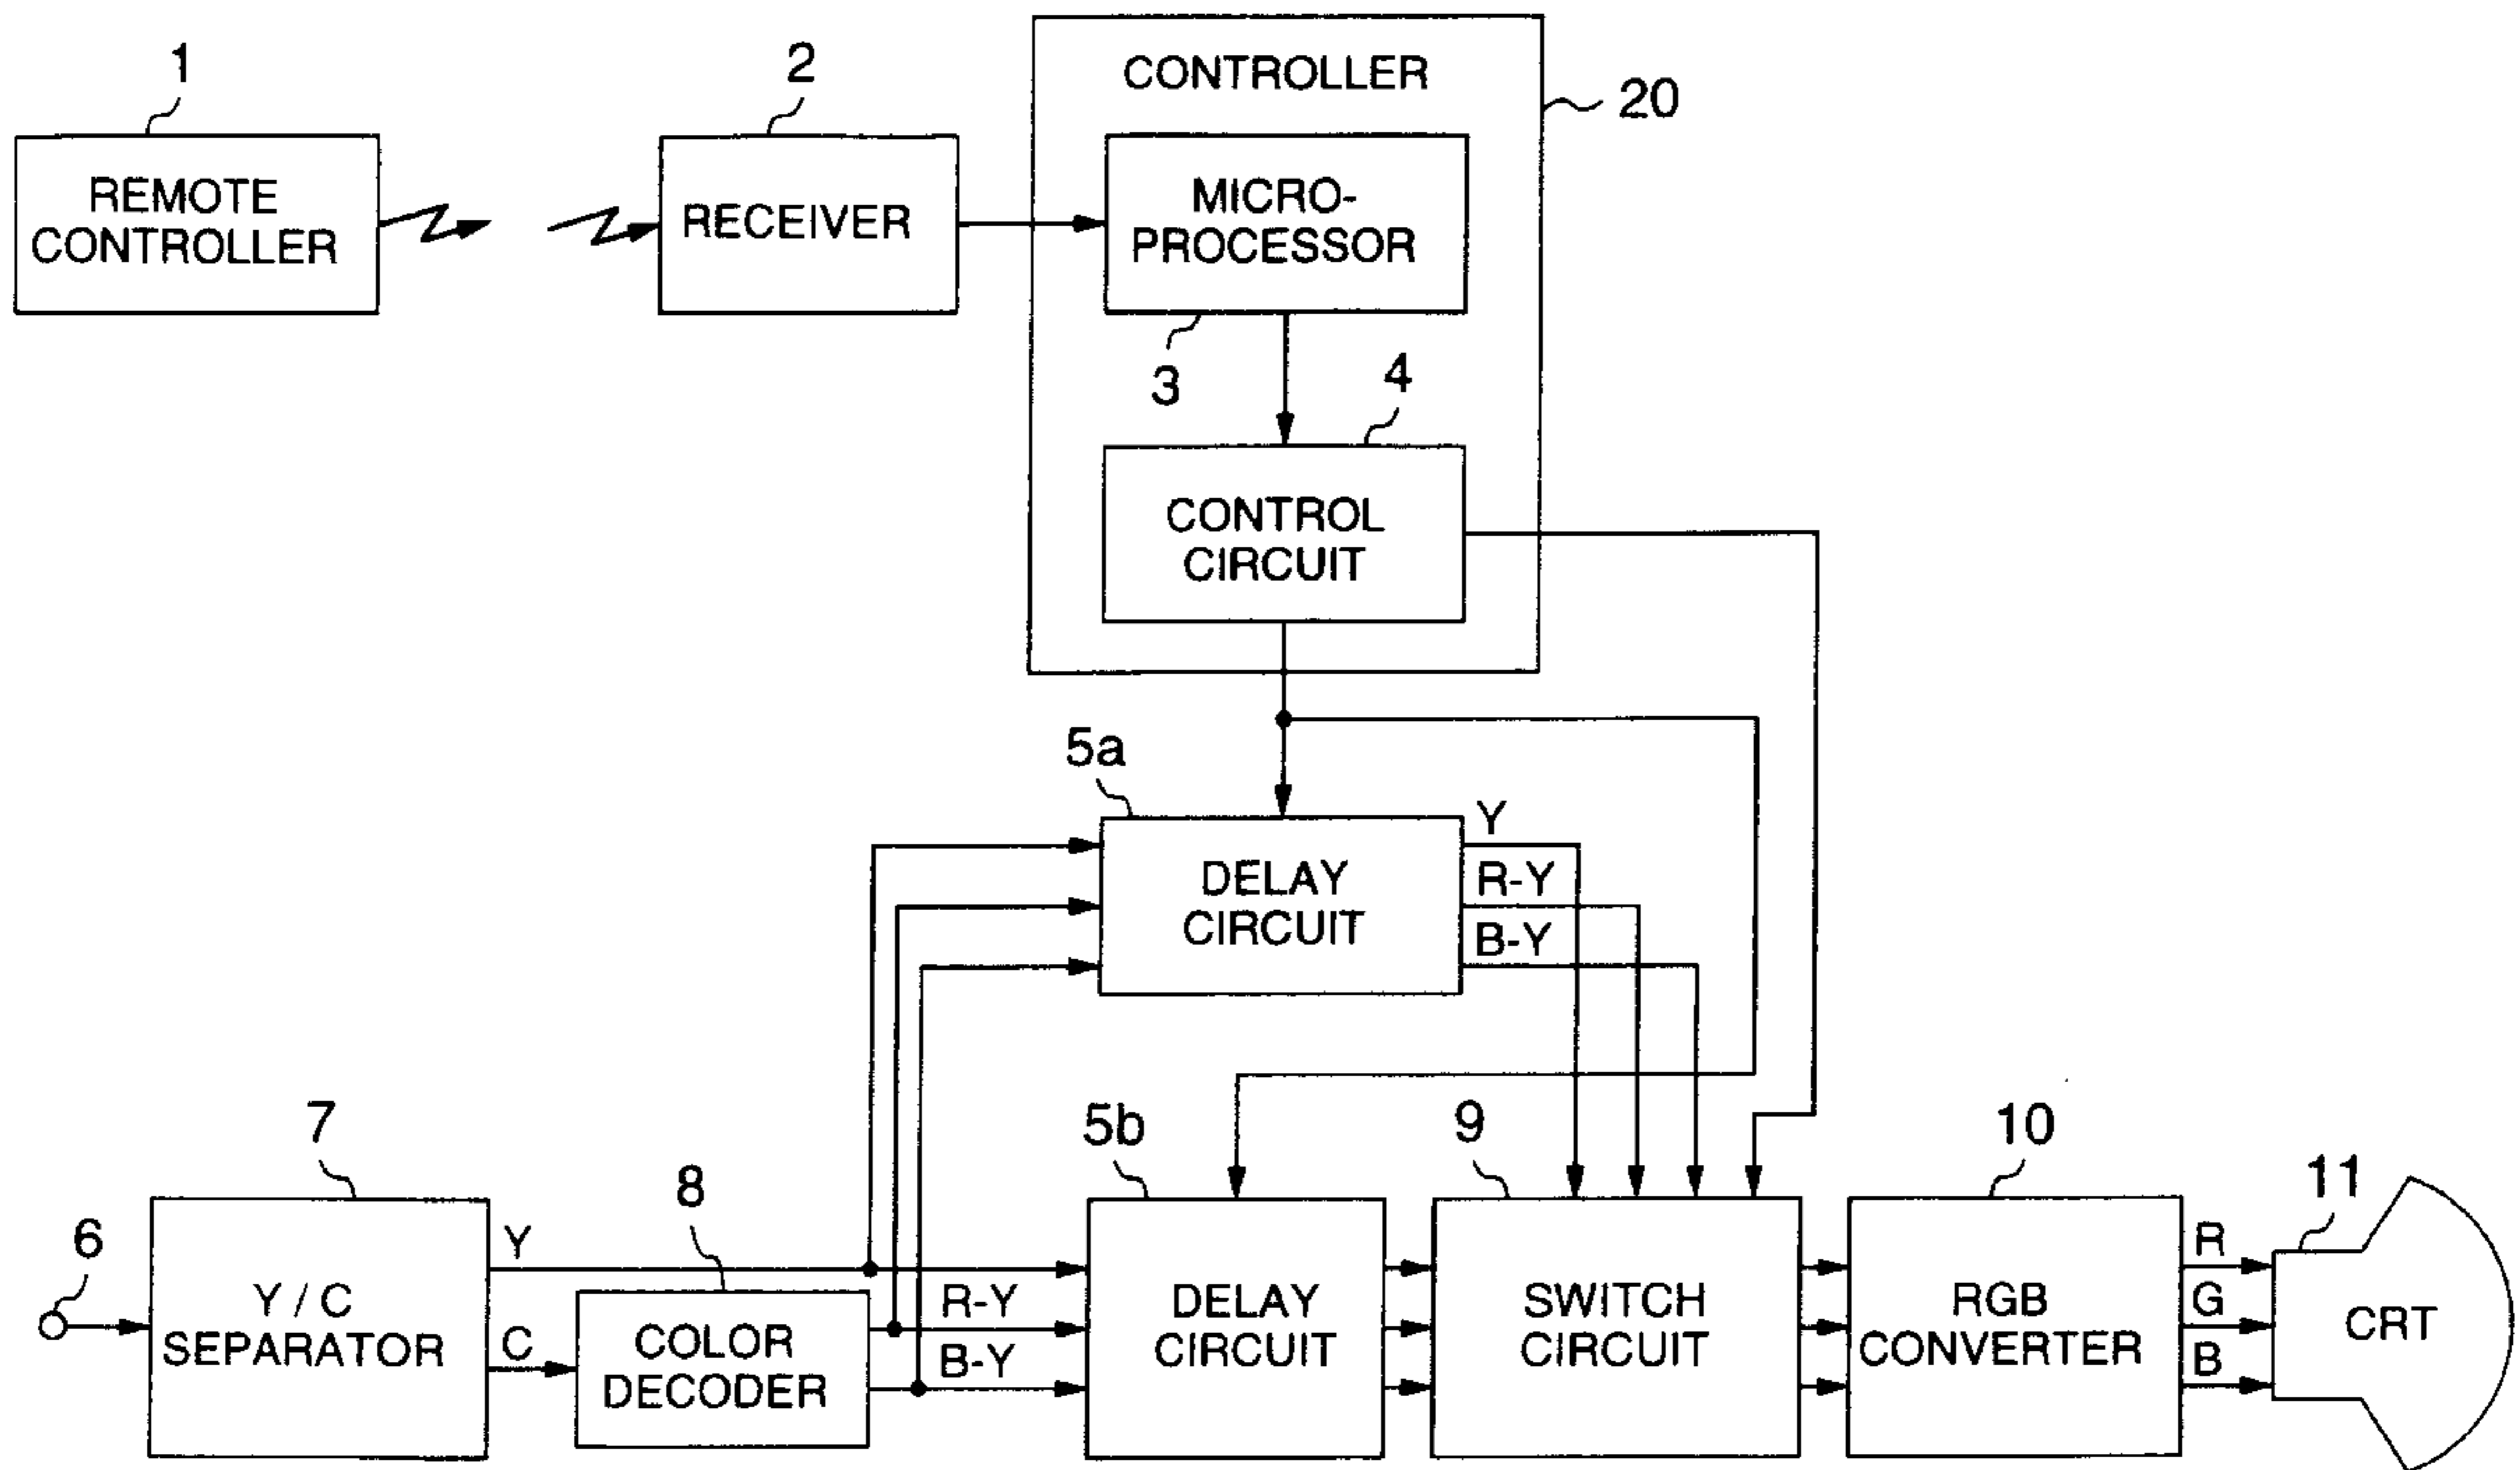 1
2
CONTROLLER
20
REMOTE
CONTROLLER
RECEIVER
MICRO-
PROCESSOR
3
4
CONTROL
CIRCUIT
5a
DELAY
CIRCUIT
Y
R-Y
B-Y
6
7
Y / C
SEPARATOR
Y
C
8
COLOR
DECODER
R-Y
B-Y
5b
DELAY
CIRCUIT
9
SWITCH
CIRCUIT
10
RGB
CONVERTER
R
G
B
11
CRT